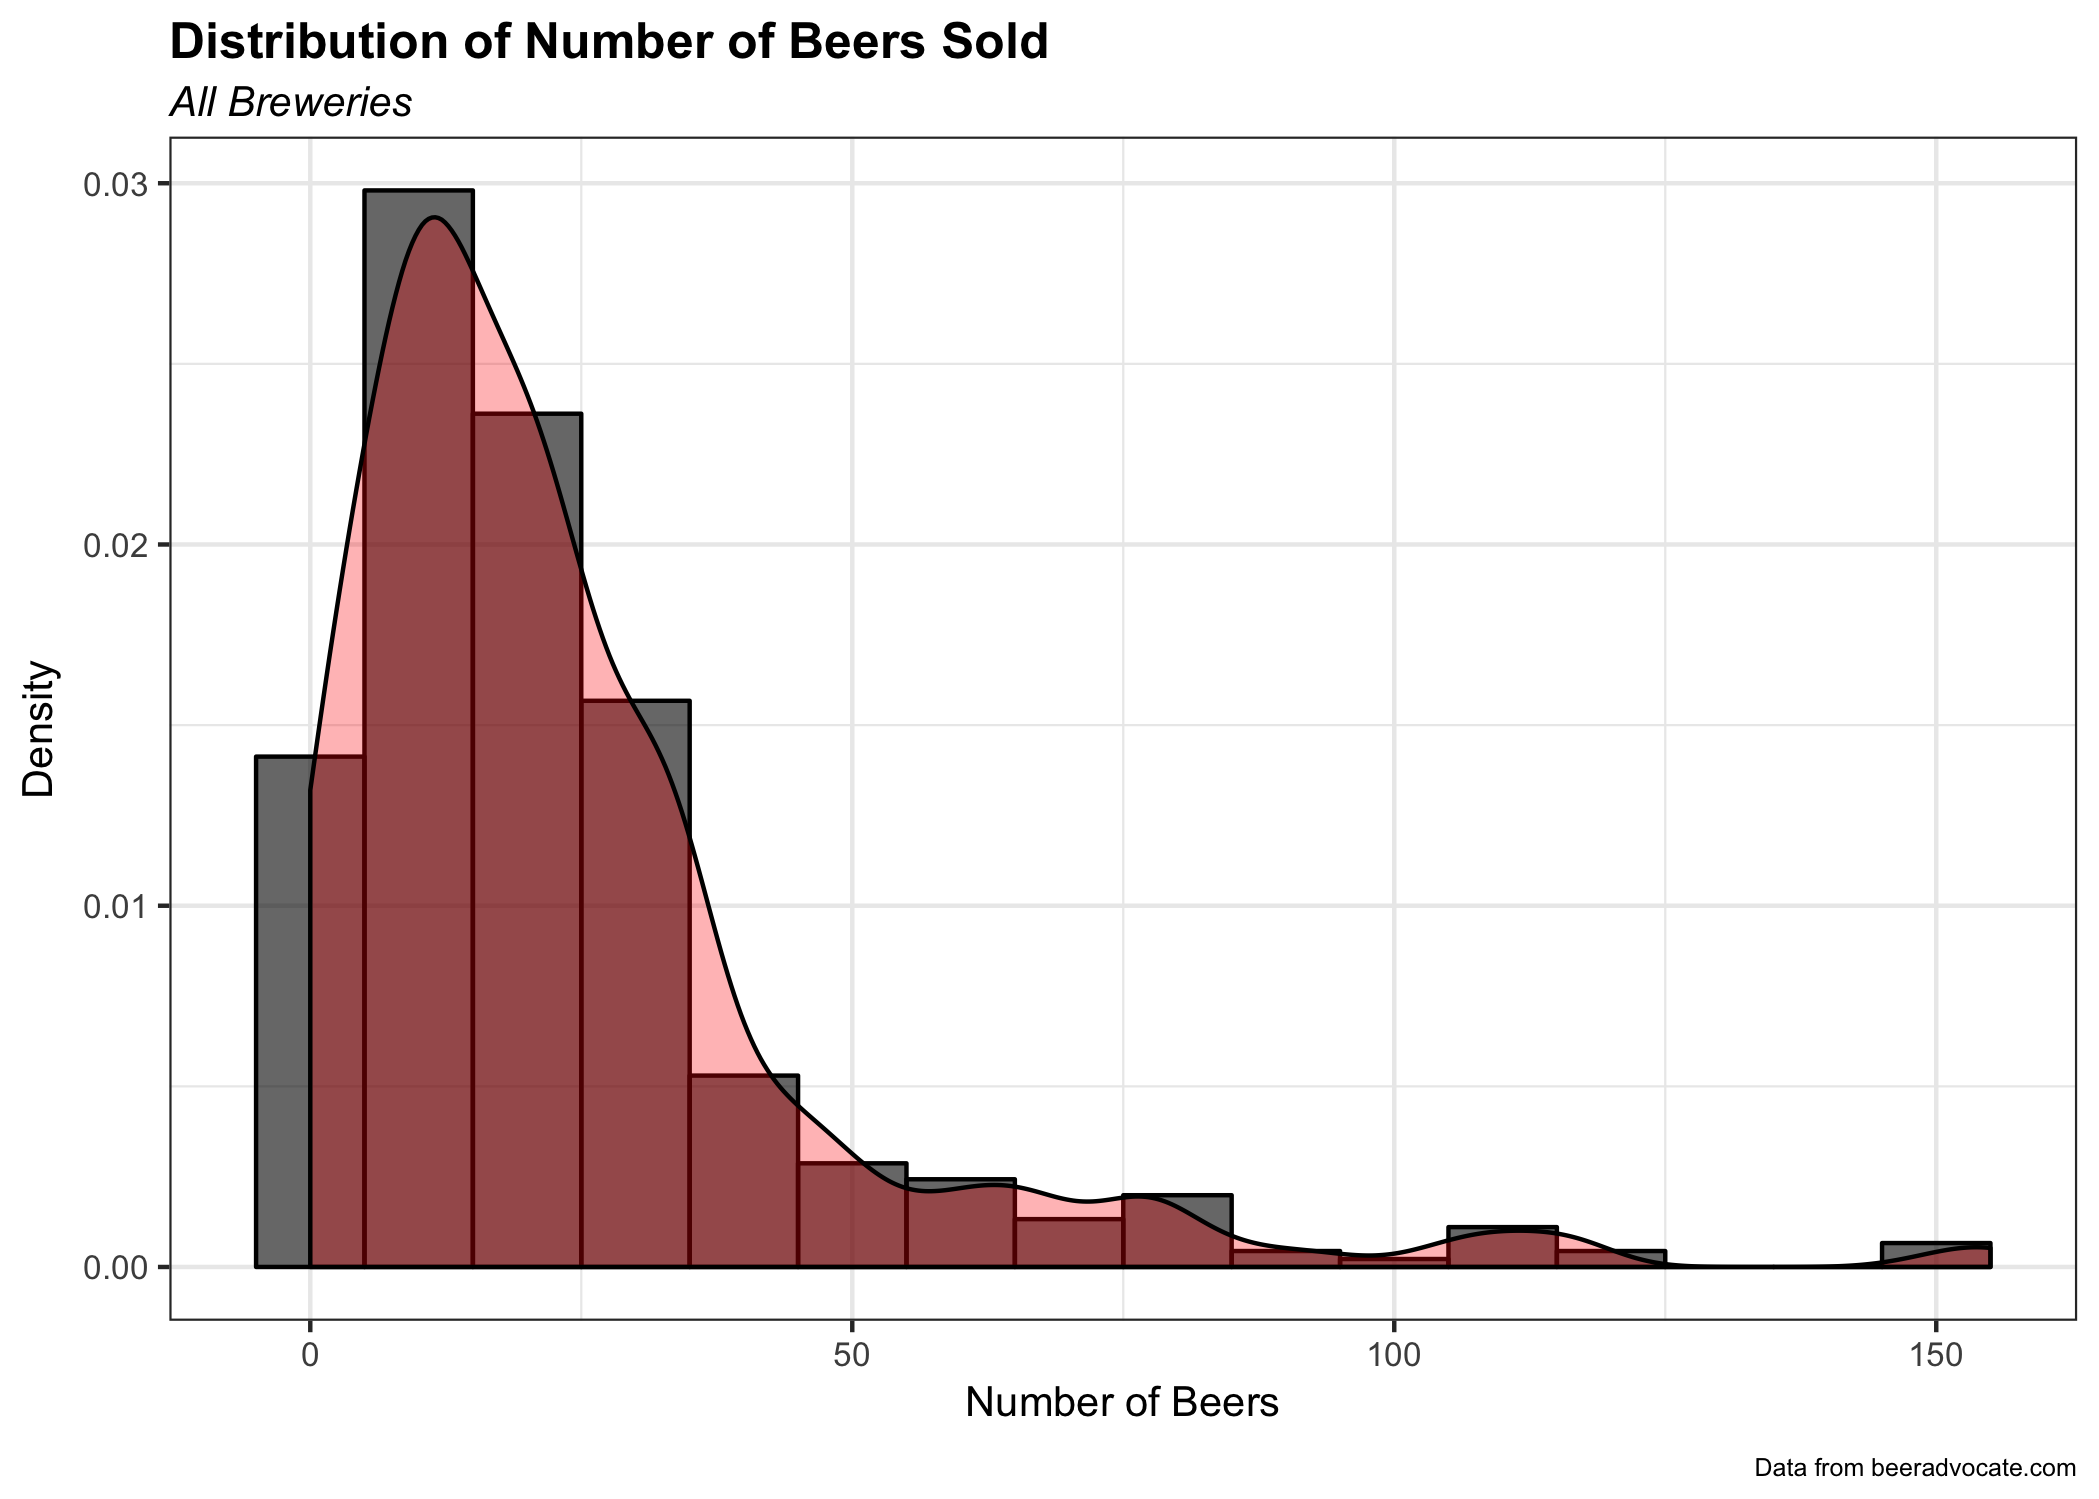 Distribution of Number of Beers Sold
All Breweries
0.03
0.02
0.01
0.00
Density
0 50 100 150
Number of Beers
Data from beeradvocate.com